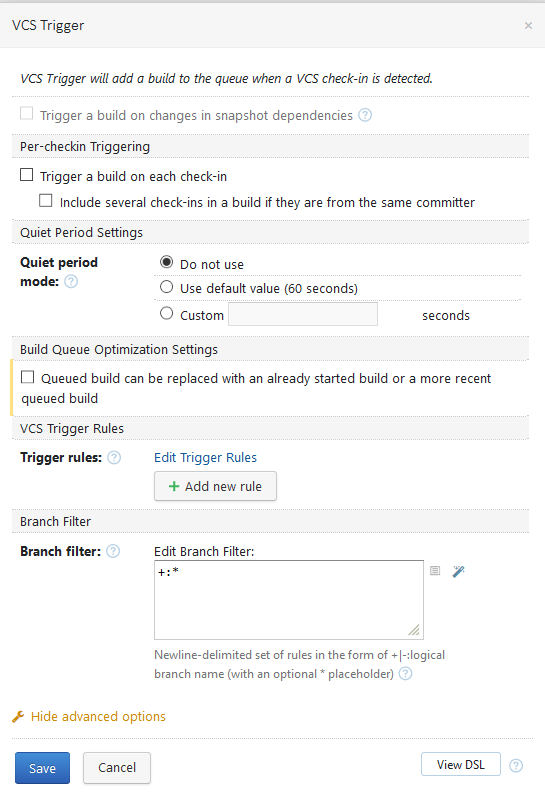 VCS Trigger
×
VCS Trigger will add a build to the queue when a VCS check-in is detected.
Trigger a build on changes in snapshot dependencies ?
Per-checkin Triggering
Trigger a build on each check-in
Include several check-ins in a build if they are from the same committer
Quiet Period Settings
Quiet period
mode: ?
Do not use
Use default value (60 seconds)
Custom seconds
Build Queue Optimization Settings
Queued build can be replaced with an already started build or a more recent
queued build
VCS Trigger Rules
Trigger rules: ? Edit Trigger Rules
+ Add new rule
Branch Filter
Branch filter: ? Edit Branch Filter:
+:*
Newline-delimited set of rules in the form of +|-:logical
branch name (with an optional * placeholder) ?
Hide advanced options
Save Cancel View DSL ?